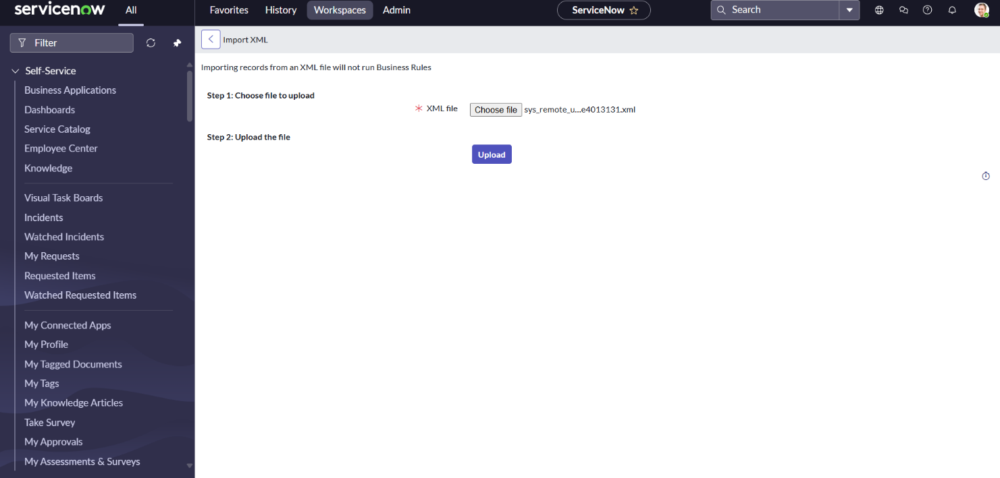 servicenow
All
Favorites
History
Workspaces
Admin
ServiceNow
Search
Filter
Import XML
Self-Service
Business Applications
Dashboards
Service Catalog
Employee Center
Knowledge
Visual Task Boards
Incidents
Watched Incidents
My Requests
Requested Items
Watched Requested Items
My Connected Apps
My Profile
My Tagged Documents
My Tags
My Knowledge Articles
Take Survey
My Approvals
My Assessments & Surveys
Importing records from an XML file will not run Business Rules
Step 1: Choose file to upload
XML file Choose file sys_remote_u...e4013131.xml
Step 2: Upload the file
Upload